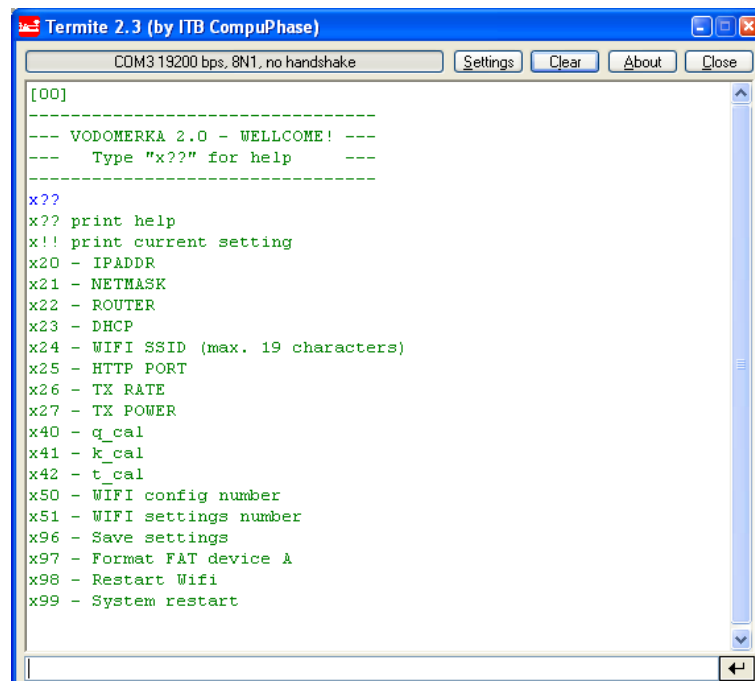 Termite 2.3 (by ITB CompuPhase)
COM3 19200 bps, 8N1, no handshake Settings Clear About Close
[00]
---------------------------------
--- VODOMERKA 2.0 - WELLCOME! ---
--- Type "x??" for help ---
---------------------------------
x??
x?? print help
x!! print current setting
x20 - IPADDR
x21 - NETMASK
x22 - ROUTER
x23 - DHCP
x24 - WIFI SSID (max. 19 characters)
x25 - HTTP PORT
x26 - TX RATE
x27 - TX POWER
x40 - q_cal
x41 - k_cal
x42 - t_cal
x50 - WIFI config number
x51 - WIFI settings number
x96 - Save settings
x97 - Format FAT device A
x98 - Restart Wifi
x99 - System restart